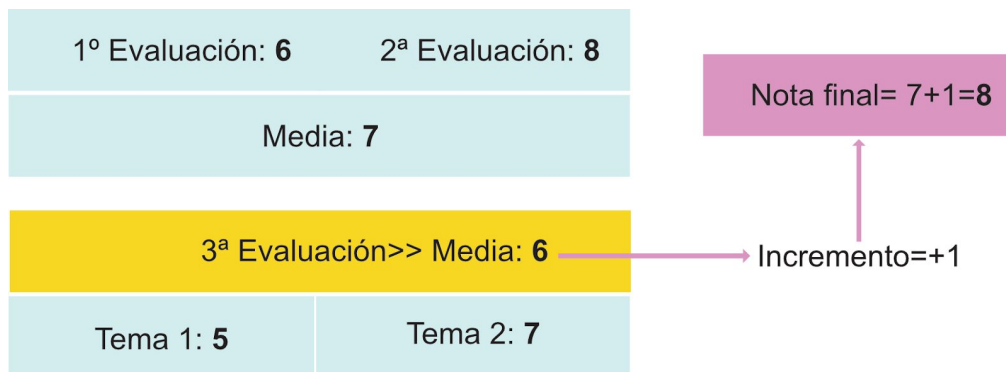 1º Evaluación: 6 2ª Evaluación: 8
Media: 7
Nota final= 7+1=8
3ª Evaluación>> Media: 6
Incremento=+1
Tema 1: 5 Tema 2: 7